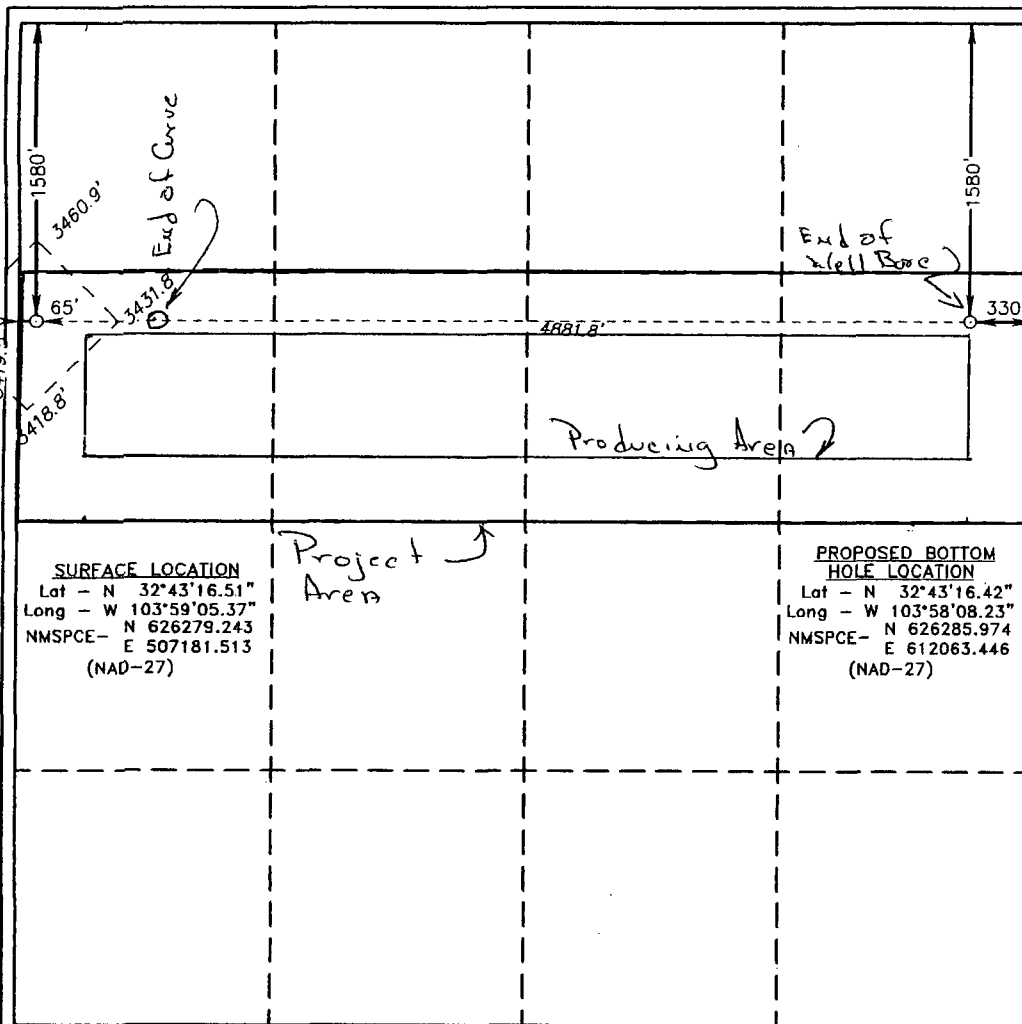 1580'
1580'
3460.9'
End of Curve
End of
Well Bore
3431.8
65'
330
4881.8'
3418.8'
Producing Area
Project
Area
SURFACE LOCATION
Lat - N 32°43'16.51"
Long - W 103°59'05.37"
NMSPCE- N 626279.243
E 507181.513
(NAD-27)
PROPOSED BOTTOM
HOLE LOCATION
Lat - N 32°43'16.42"
Long - W 103°58'08.23"
NMSPCE- N 626285.974
E 612063.446
(NAD-27)